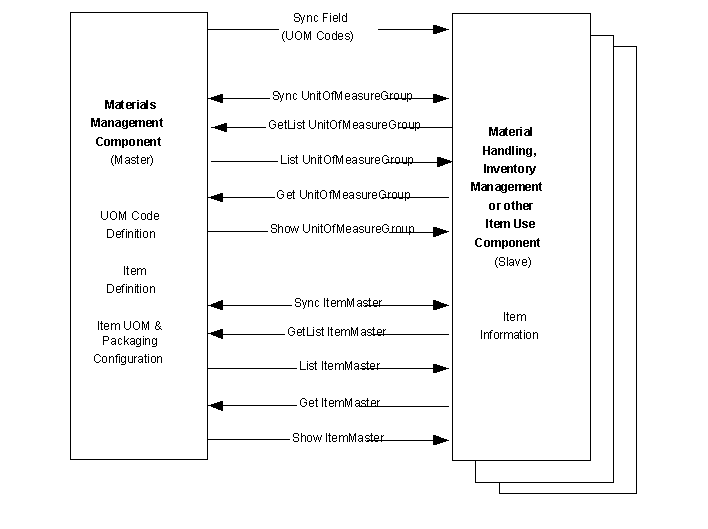 Materials
Management
Component
(Master)
UOM Code
Definition
Item
Definition
Item UOM &
Packaging
Configuration
Sync Field
(UOM Codes)
Sync UnitOfMeasureGroup
GetList UnitOfMeasureGroup
List UnitOfMeasureGroup
Get UnitOfMeasureGroup
Show UnitOfMeasureGroup
Sync ItemMaster
GetList ItemMaster
List ItemMaster
Get ItemMaster
Show ItemMaster
Material
Handling,
Inventory
Management
or other
Item Use
Component
(Slave)
Item
Information